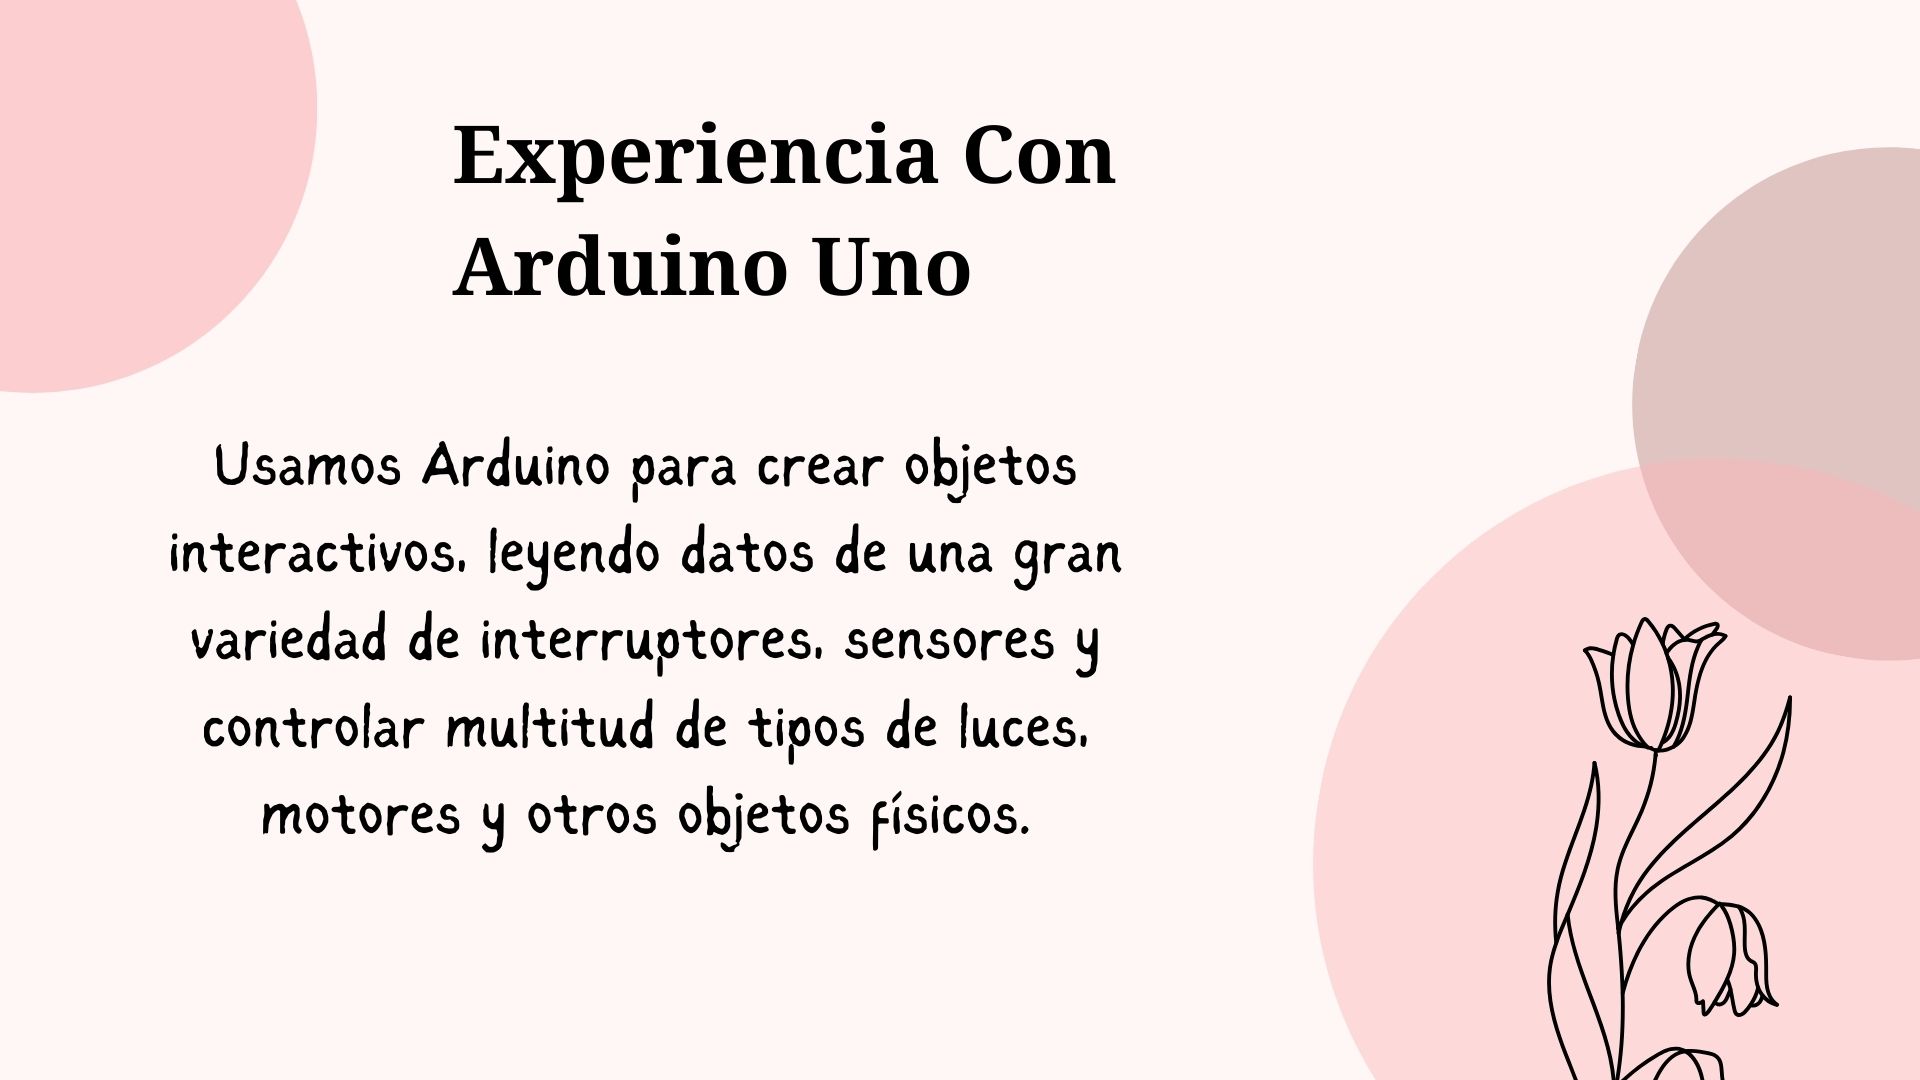 Experiencia Con
Arduino Uno
Usamos Arduino para crear objetos
interactivos, leyendo datos de una gran
variedad de interruptores, sensores y
controlar multitud de tipos de luces,
motores y otros objetos físicos.